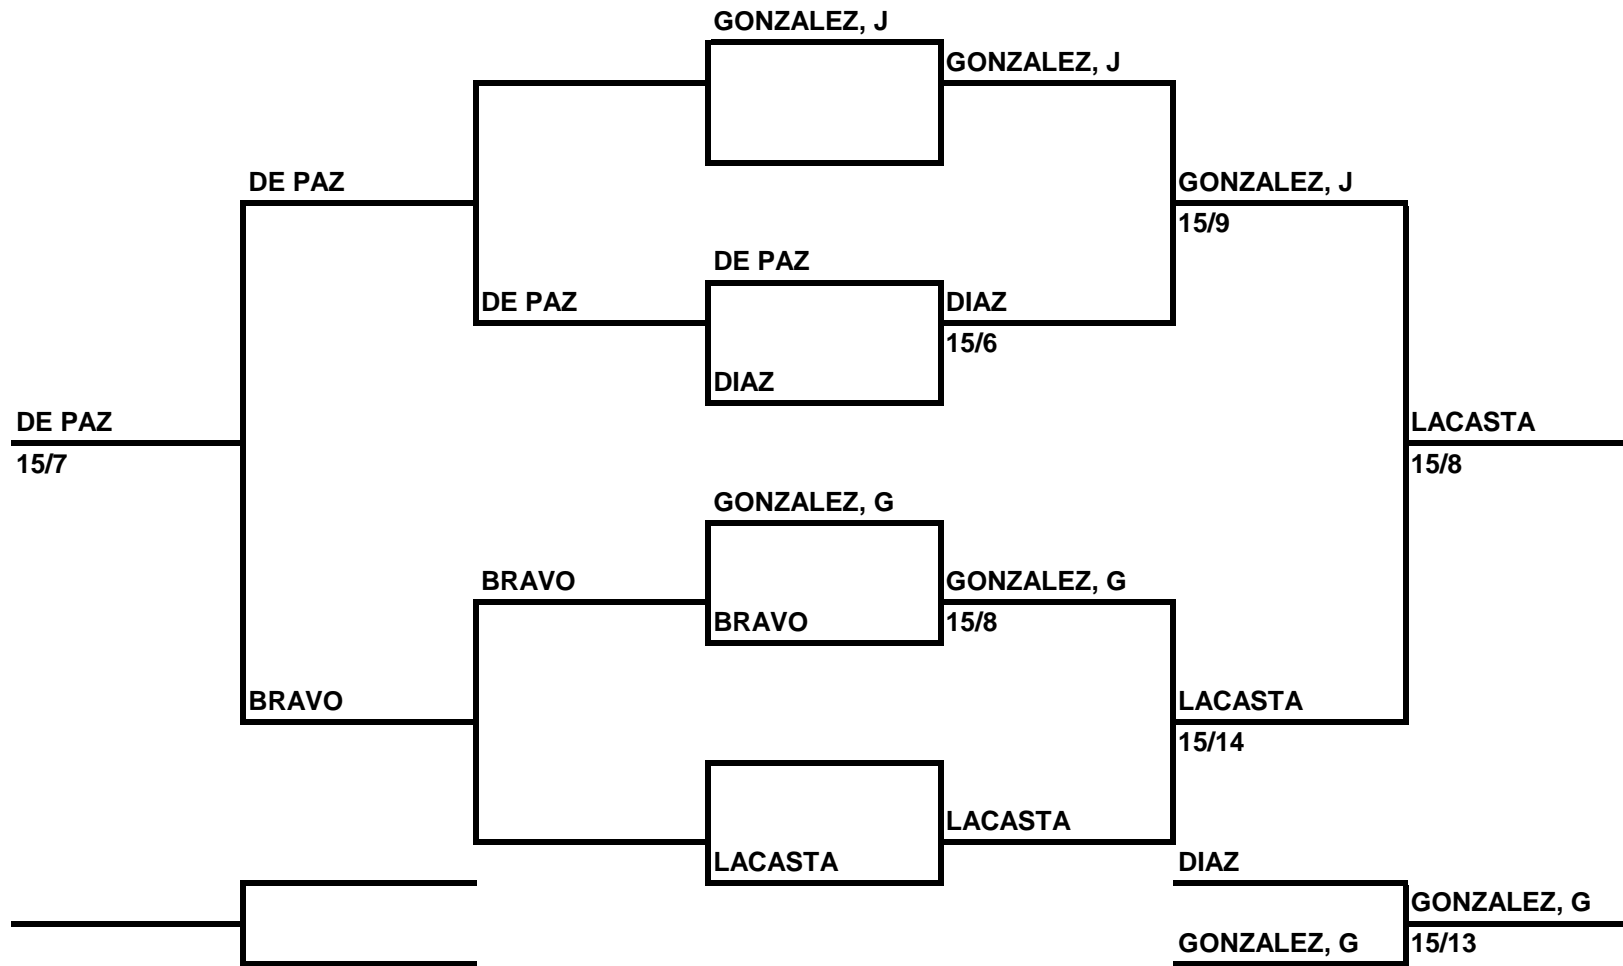 GONZALEZ, J
GONZALEZ, J
DE PAZ
GONZALEZ, J
15/9
DE PAZ
DE PAZ
DIAZ
15/6
DIAZ
DE PAZ
15/7
LACASTA
15/8
GONZALEZ, G
BRAVO
GONZALEZ, G
BRAVO
15/8
BRAVO
LACASTA
15/14
LACASTA
LACASTA
DIAZ
GONZALEZ, G
GONZALEZ, G
15/13